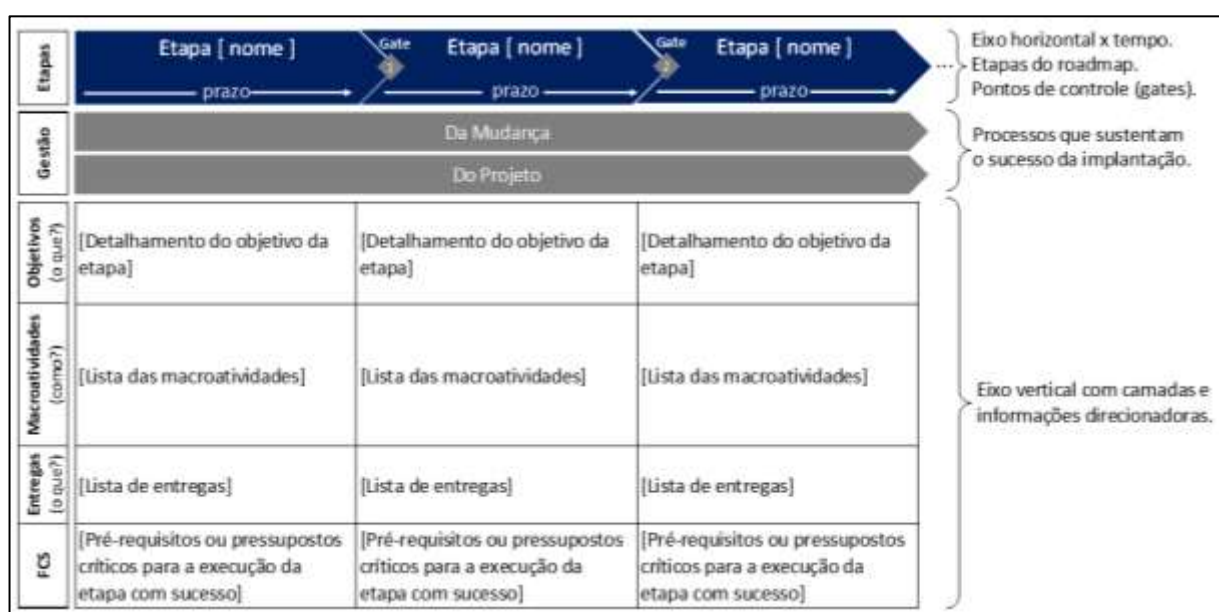 Etapas
Etapa [ nome ]
Gate
1
Etapa [ nome ]
Gate
2
Etapa [ nome ]
prazo
prazo
prazo
...
Eixo horizontal x tempo.
Etapas do roadmap.
Pontos de controle (gates).
Gestão
Da Mudança
Do Projeto
Processos que sustentam
o sucesso da implantação.
Objetivos
(o que?)
[Detalhamento do objetivo da
etapa]
[Detalhamento do objetivo da
etapa]
[Detalhamento do objetivo da
etapa]
Macroatividades
(como?)
[Lista das macroatividades]
[Lista das macroatividades]
[Lista das macroatividades]
Eixo vertical com camadas e
informações direcionadoras.
Entregas
(o que?)
[Lista de entregas]
[Lista de entregas]
[Lista de entregas]
FCS
[Pré-requisitos ou pressupostos
críticos para a execução da
etapa com sucesso]
[Pré-requisitos ou pressupostos
críticos para a execução da
etapa com sucesso]
[Pré-requisitos ou pressupostos
críticos para a execução da
etapa com sucesso]